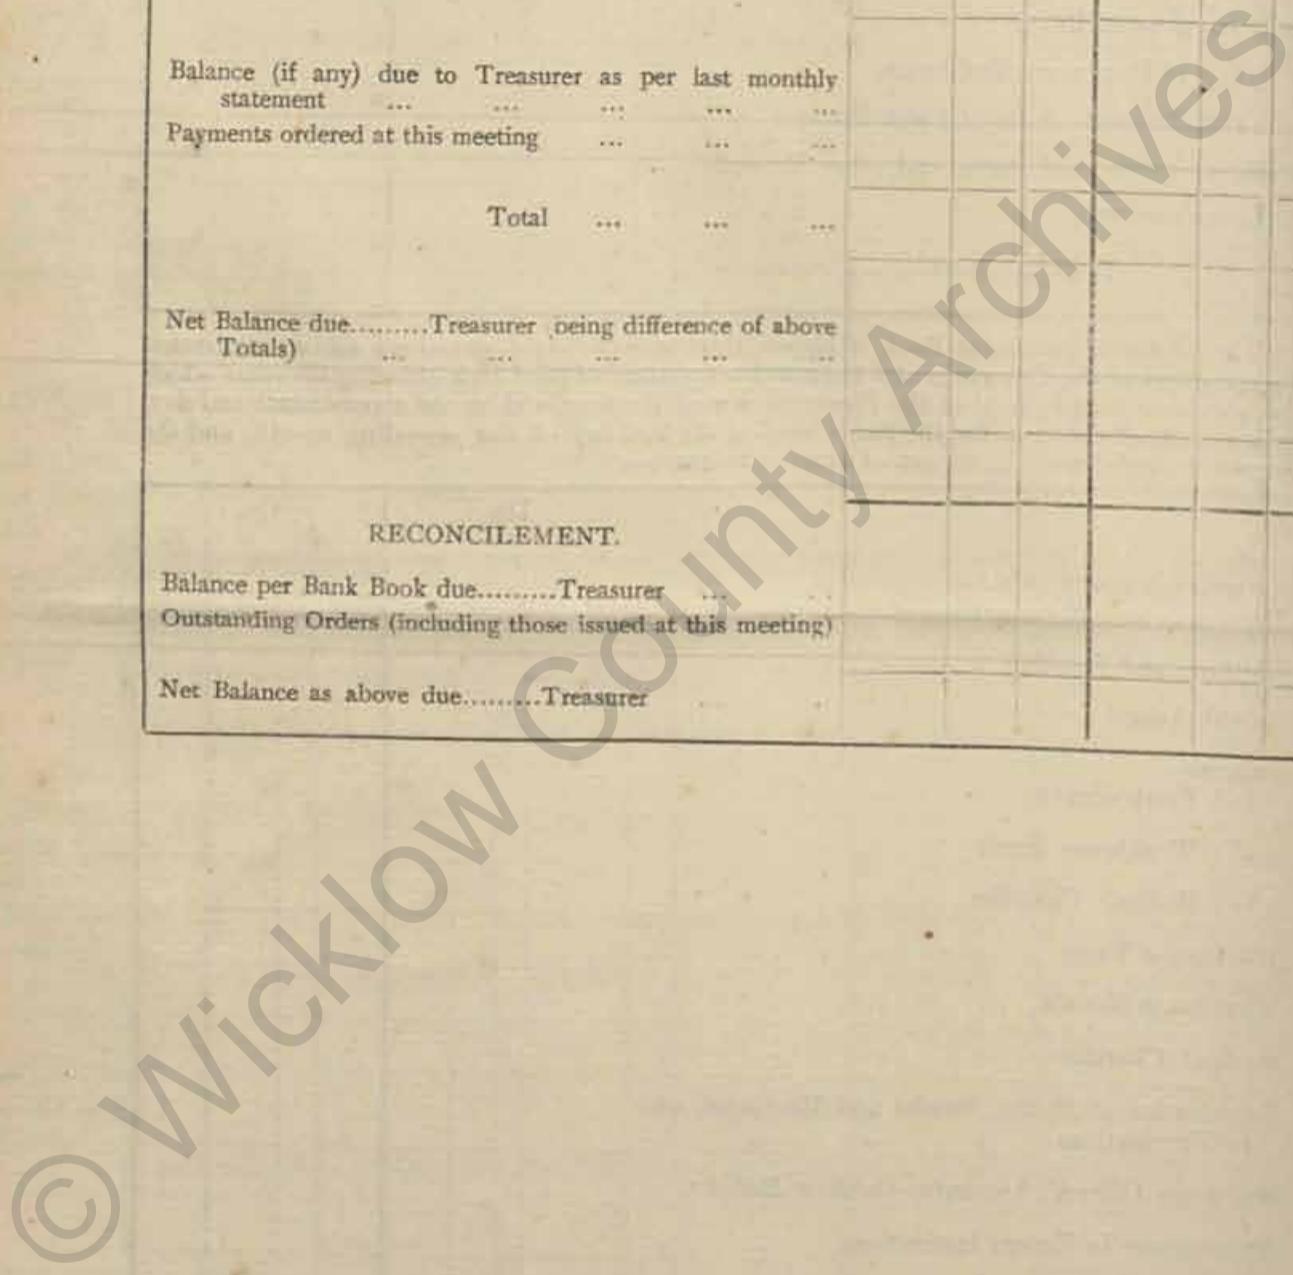 Balance (if any) due to Treasurer as per last monthly
statement ... ... ... ... ...
Payments ordered at this meeting ... ... ...
Total ... ... ...
Net Balance due.........Treasurer being difference of above
Totals) ... ... ... ... ..
RECONCILEMENT.
Balance per Bank Book due.........Treasurer ... ..
Outstanding Orders (including those issued at this meeting)
Net Balance as above due.........Treasurer
© Wicklow County Archives